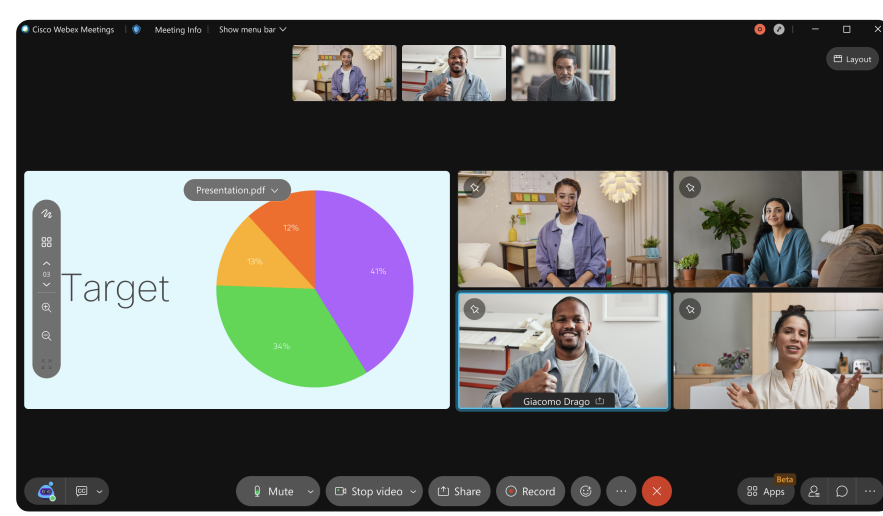 Cisco Webex Meetings
Meeting Info
Show menu bar
Layout
Presentation.pdf
12%
13%
41%
03
Target
34%
Giacomo Drago
CC
Mute
Stop video
Share
Record
Apps
Beta